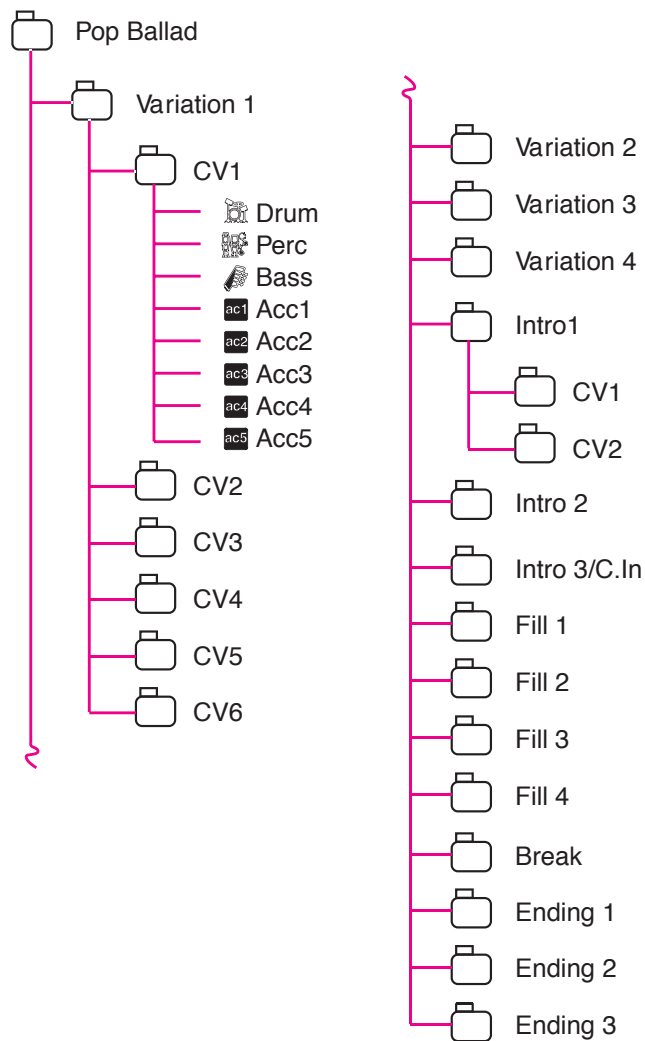 Pop Ballad
Variation 1
CV1
Drum
Perc
Bass
ac1 Acc1
ac2 Acc2
ac3 Acc3
ac4 Acc4
ac5 Acc5
CV2
CV3
CV4
CV5
CV6
Variation 2
Variation 3
Variation 4
Intro1
CV1
CV2
Intro 2
Intro 3/C.In
Fill 1
Fill 2
Fill 3
Fill 4
Break
Ending 1
Ending 2
Ending 3